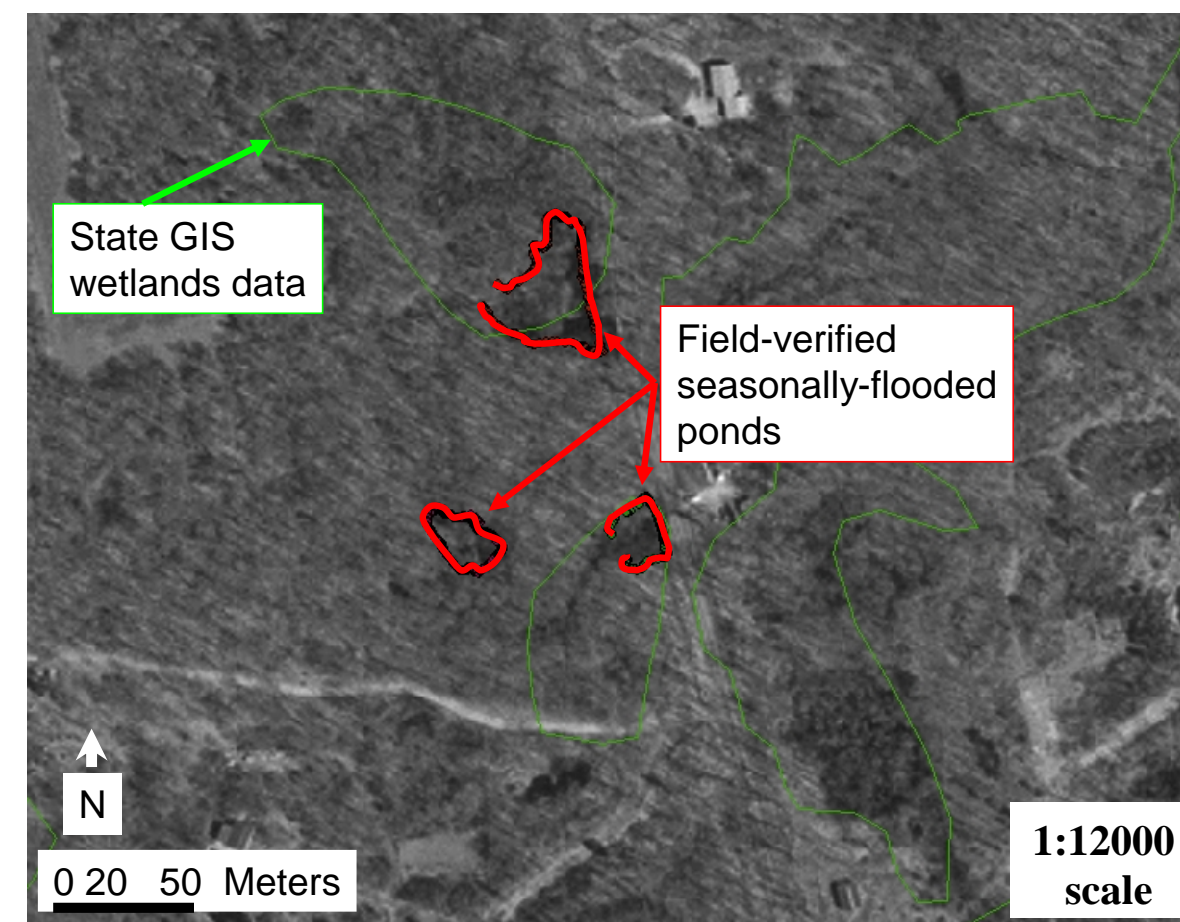 State GIS
wetlands data
Field-verified
seasonally-flooded
ponds
N
0 20 50 Meters
1:12000
scale